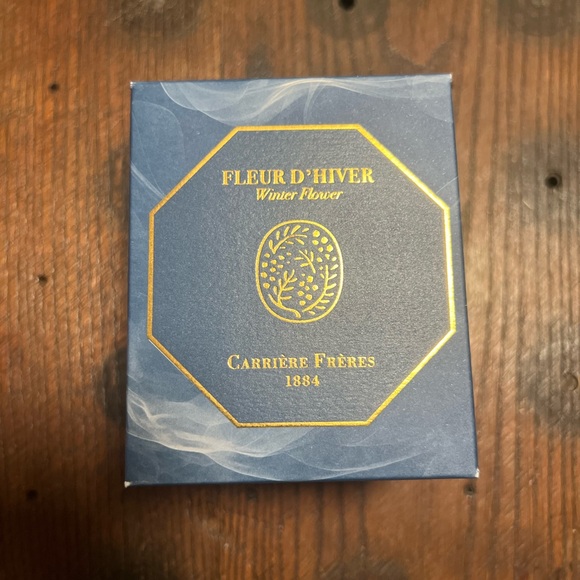 FLEUR D'HIVER
Winter Flower
CARRIÈRE FRÈRES
1884